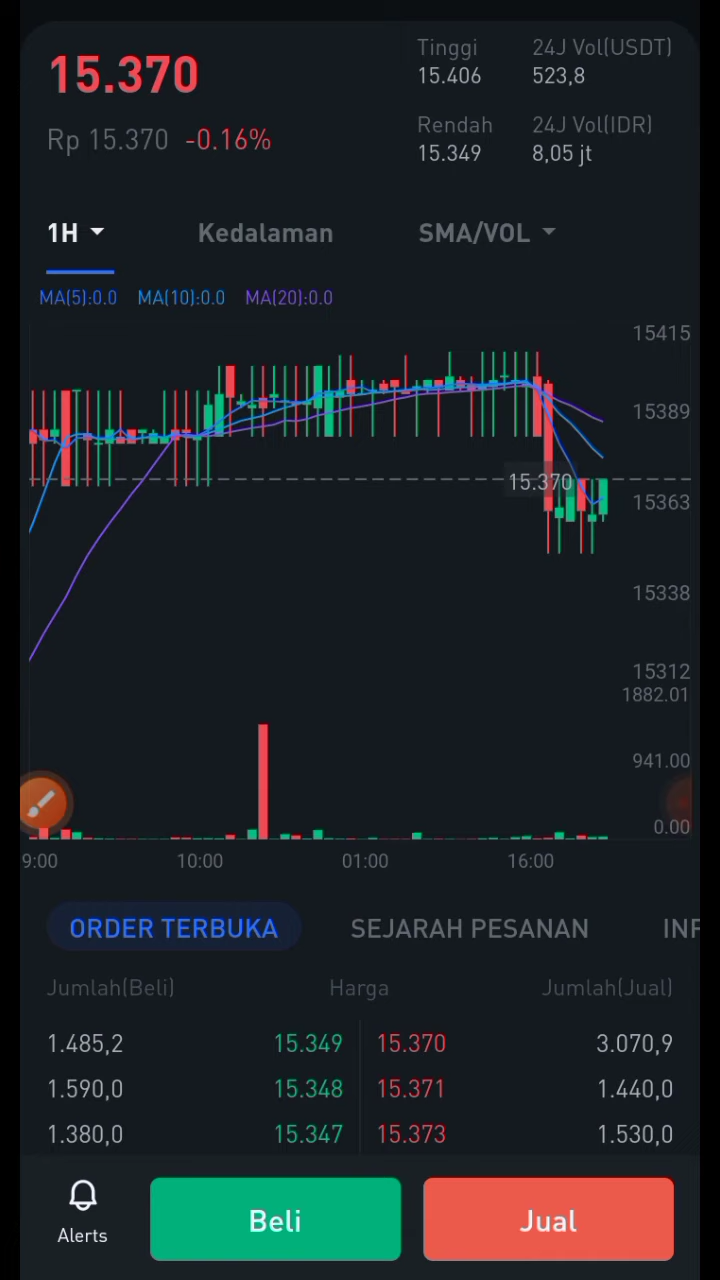 15.370
Rp 15.370 -0.16%
Tinggi 24J Vol(USDT)
15.406 523,8
Rendah 24J Vol(IDR)
15.349 8,05 jt
1H Kedalaman SMA/VOL
MA(5):0.0 MA(10):0.0 MA(20):0.0
15415
15389
15.370
15363
15338
15312
1882.01
941.00
0.00
9:00 10:00 01:00 16:00
ORDER TERBUKA SEJARAH PESANAN INF
Jumlah(Beli) Harga Jumlah(Jual)
1.485,2 15.349 15.370 3.070,9
1.590,0 15.348 15.371 1.440,0
1.380,0 15.347 15.373 1.530,0
Alerts Beli Jual